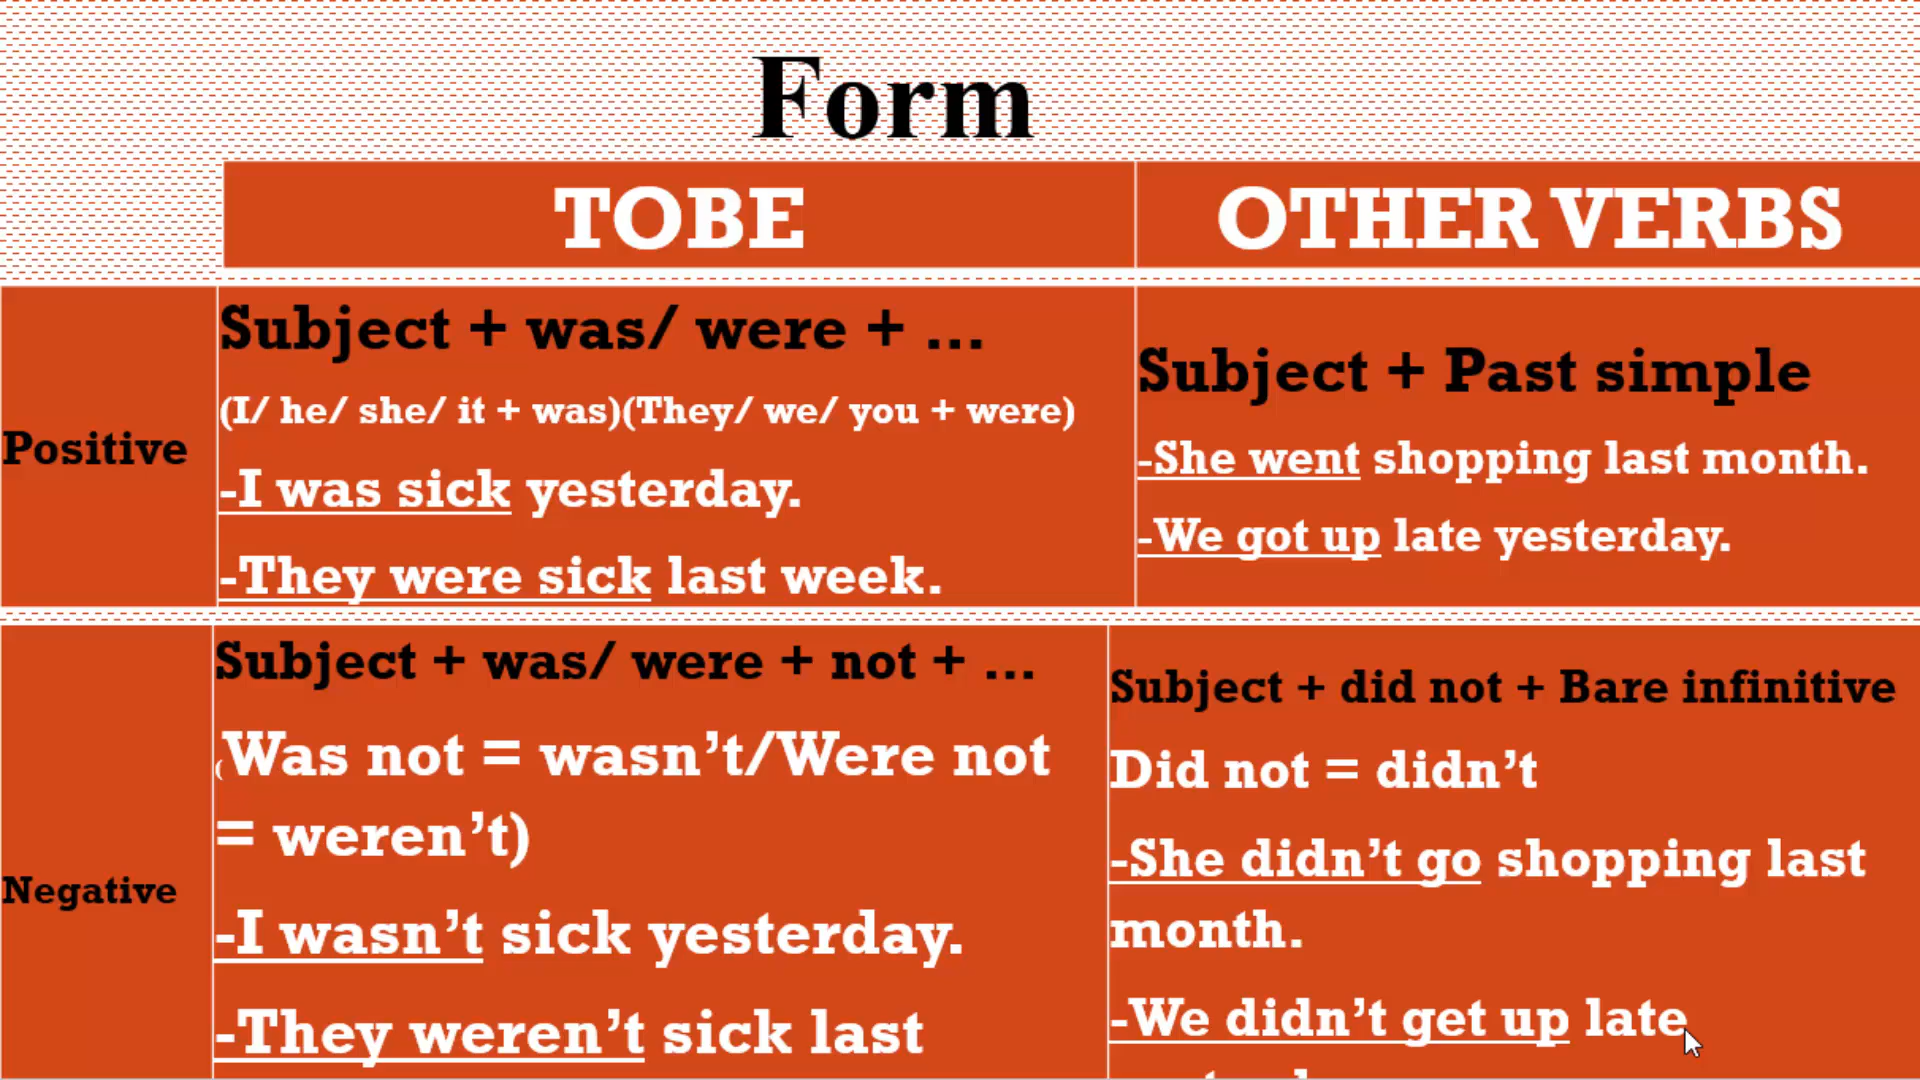 Form
TOBE
OTHER VERBS
Positive
Subject + was/ were + ...
(I/ he/ she/ it + was)(They/ we/ you + were)
-I was sick yesterday.
-They were sick last week.
Subject + Past simple
-She went shopping last month.
-We got up late yesterday.
Negative
Subject + was/ were + not + ...
(Was not = wasn’t/Were not
= weren’t)
-I wasn’t sick yesterday.
-They weren’t sick last
Subject + did not + Bare infinitive
Did not = didn’t
-She didn’t go shopping last
month.
-We didn’t get up late